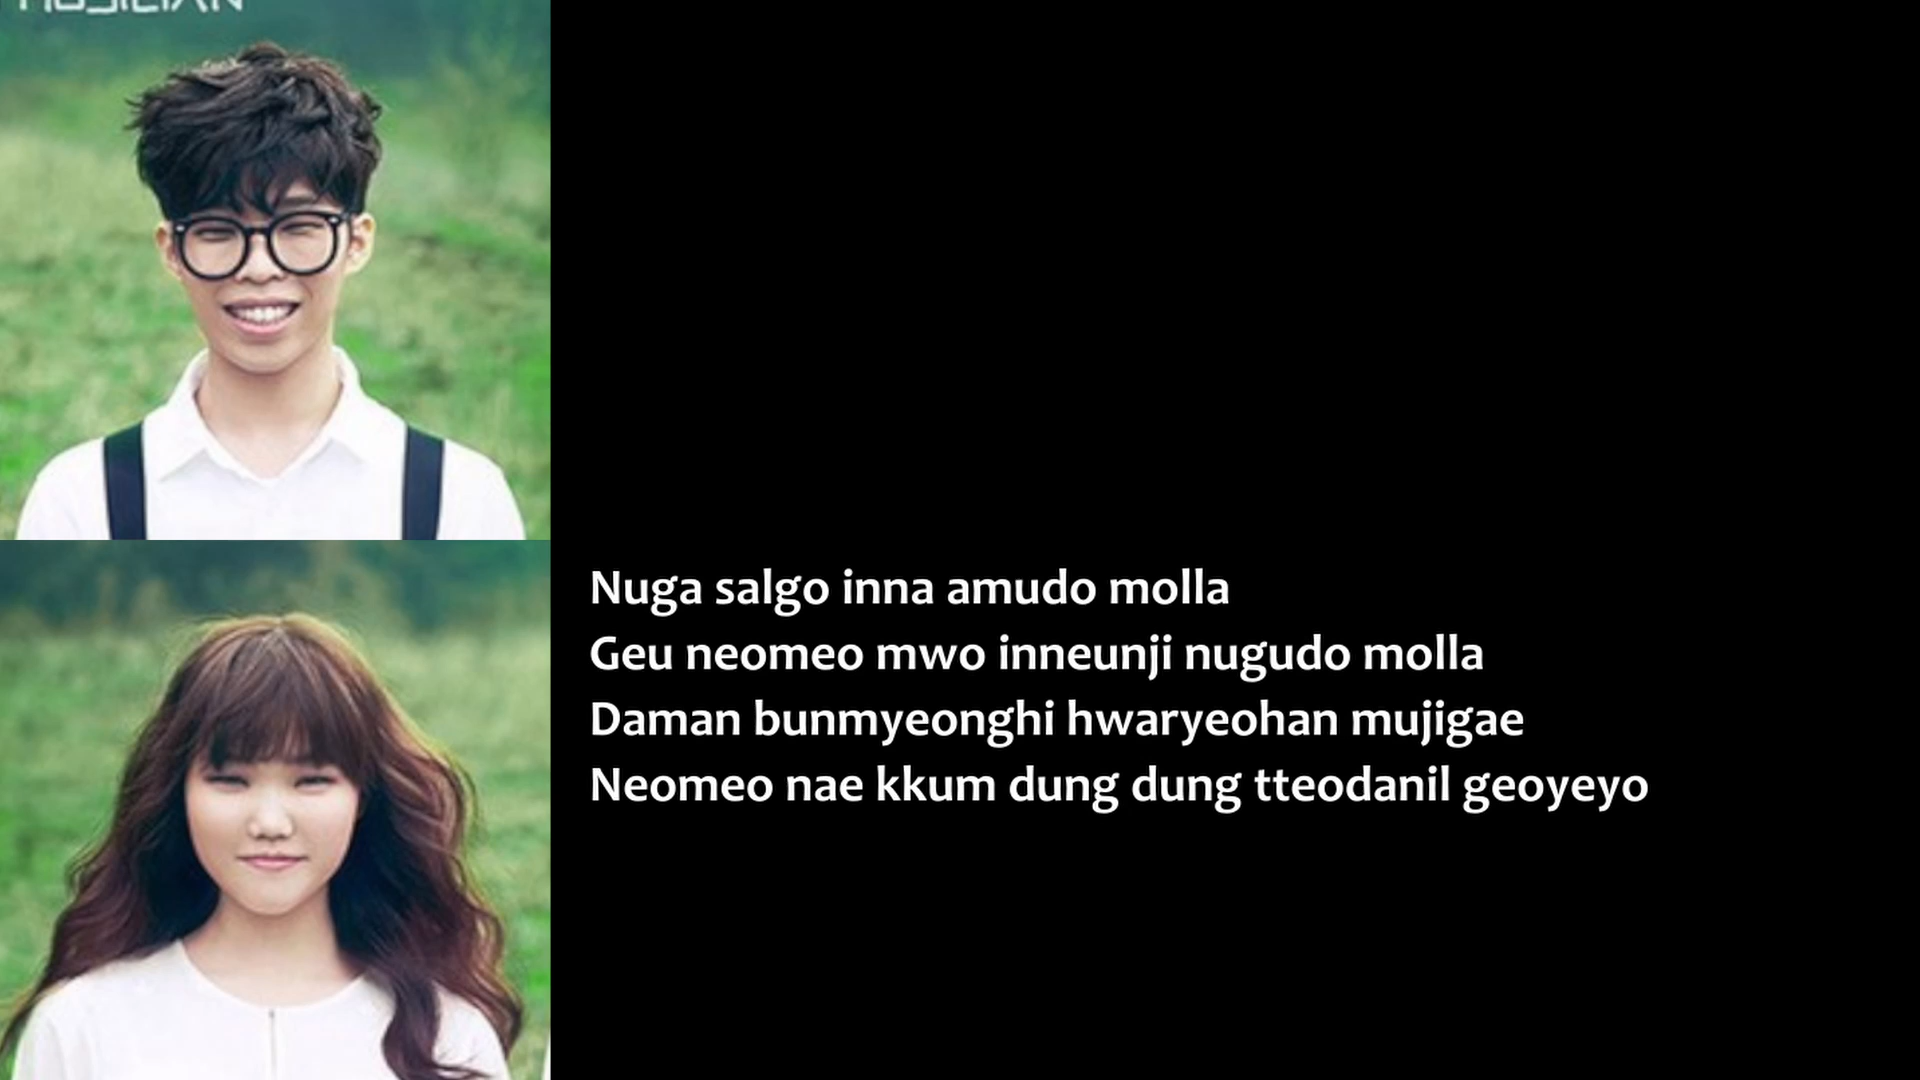 Nuga salgo inna amudo molla
Geu neomeo mwo inneunji nugudo molla
Daman bunmyeonghi hwaryeohan mujigae
Neomeo nae kkum dung dung tteodanil geoyeyo